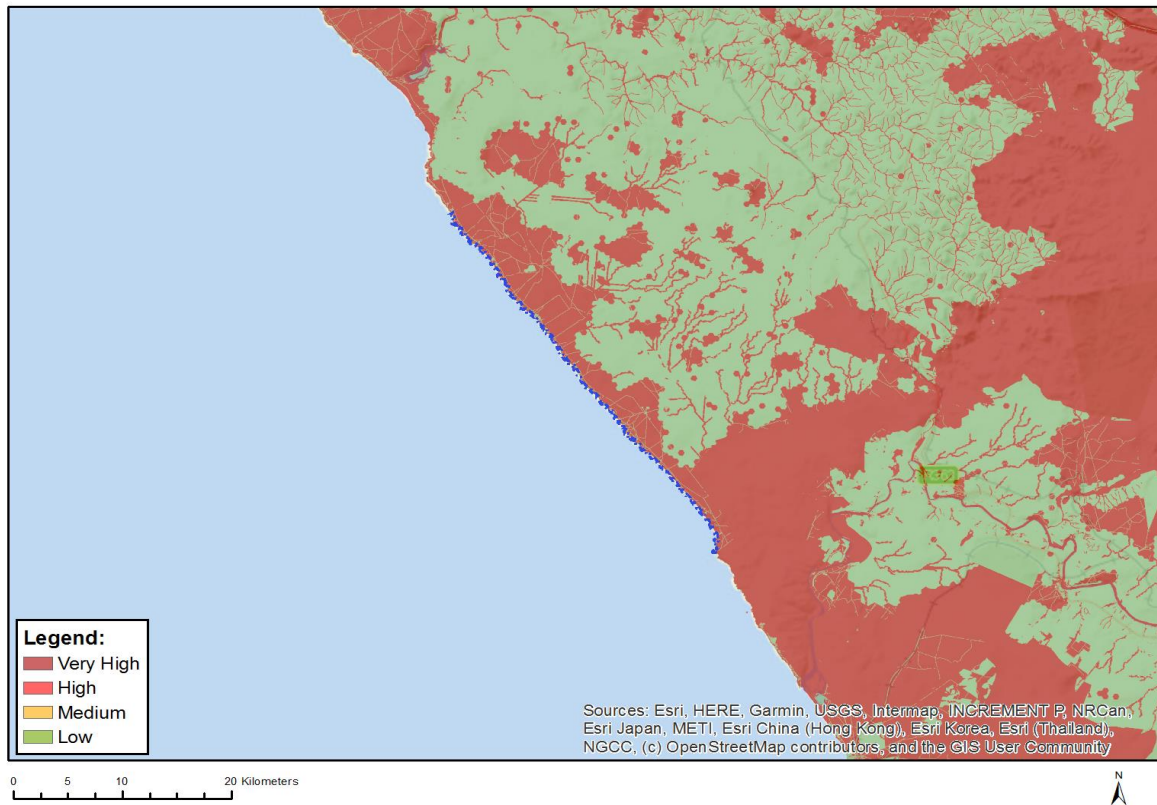 Legend:
Very High
High
Medium
Low
Sources: Esri, HERE, Garmin, USGS, Intermap, INCREMENT P, NRCan,
Esri Japan, METI, Esri China (Hong Kong), Esri Korea, Esri (Thailand),
NGCC, (c) OpenStreetMap contributors, and the GIS User Community
0 5 10 20 Kilometers
N